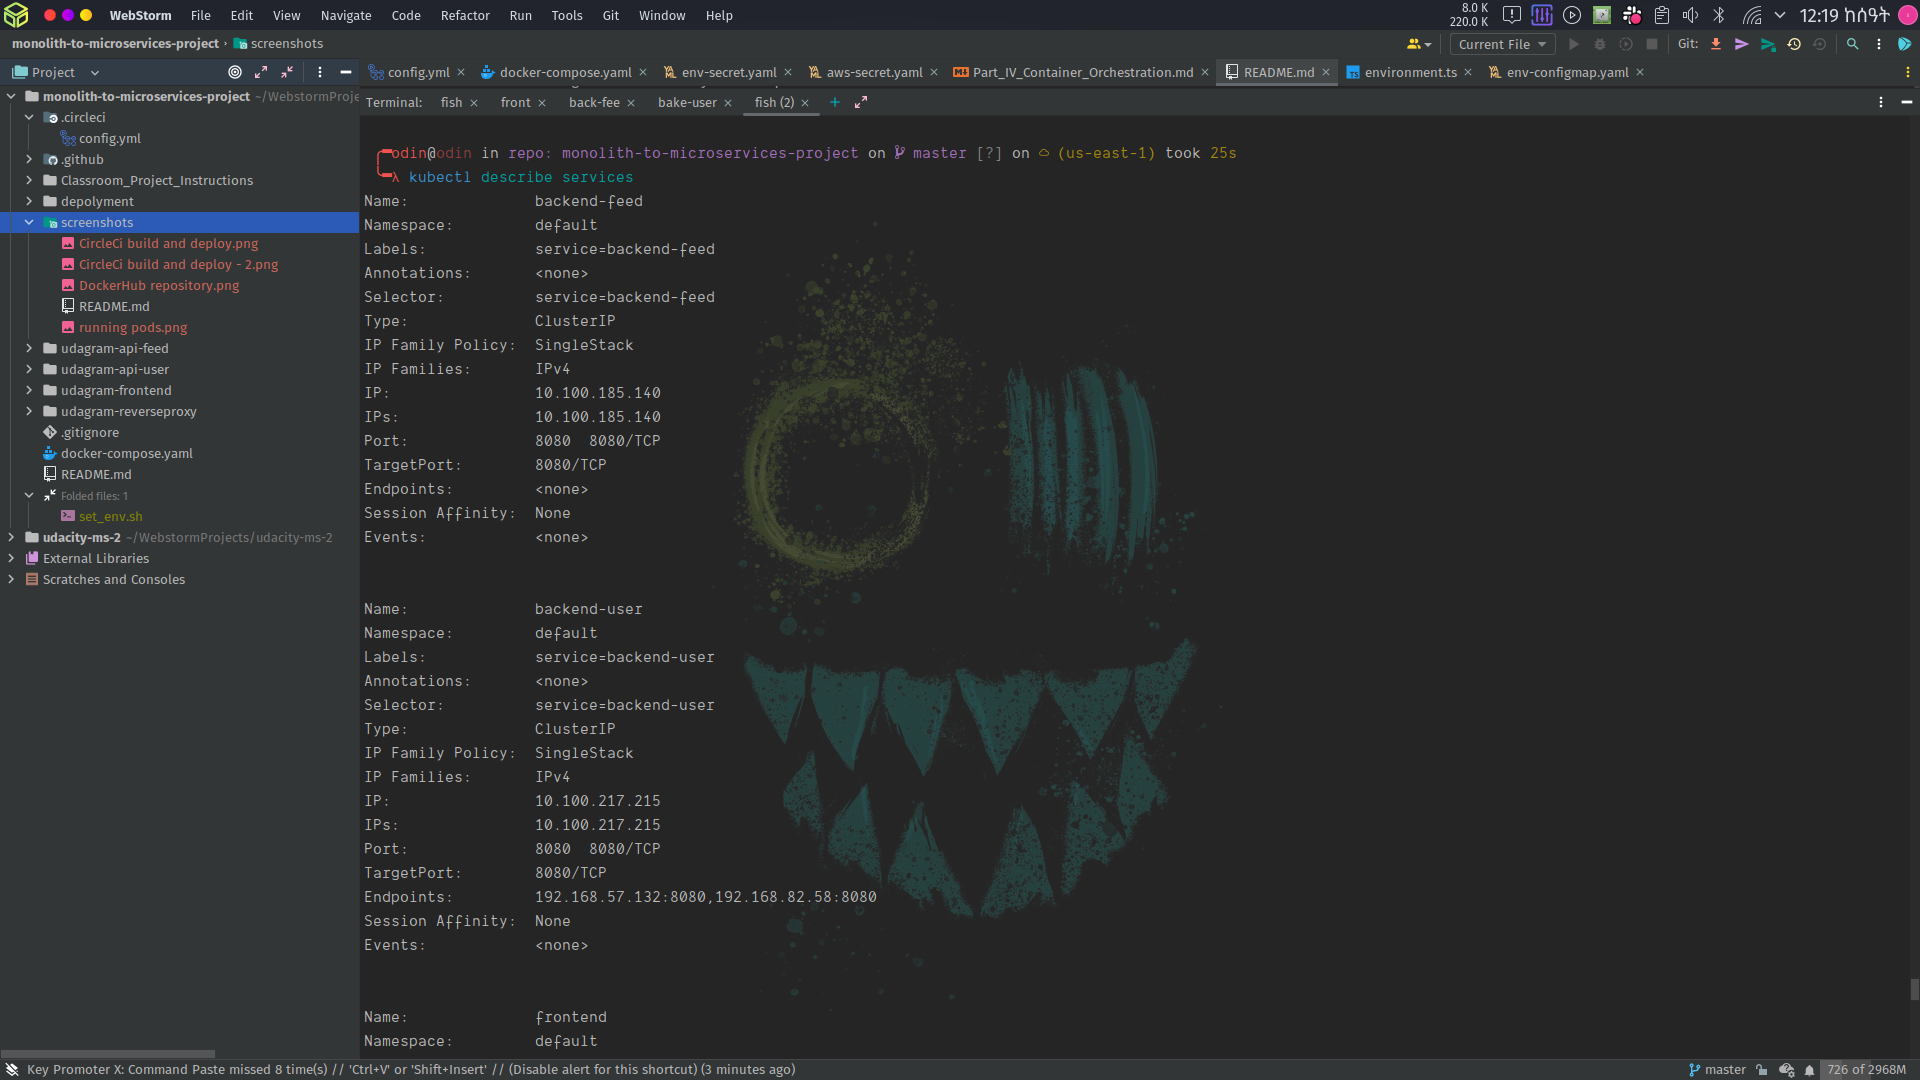 WebStorm File Edit View Navigate Code Refactor Run Tools Git Window Help
8.0 K
220.0 K
12:19 ከሰዓት
monolith-to-microservices-project › screenshots
Current File
Git:
Project
config.yml docker-compose.yaml env-secret.yaml aws-secret.yaml Part_IV_Container_Orchestration.md README.md environment.ts env-configmap.yaml
Terminal: fish front back-fee bake-user fish (2)
monolith-to-microservices-project ~/WebstormProje
.circleci
config.yml
.github
Classroom_Project_Instructions
depolyment
screenshots
CircleCi build and deploy.png
CircleCi build and deploy - 2.png
DockerHub repository.png
README.md
running pods.png
udagram-api-feed
udagram-api-user
udagram-frontend
udagram-reverseproxy
.gitignore
docker-compose.yaml
README.md
Folded files: 1
set_env.sh
udacity-ms-2 ~/WebstormProjects/udacity-ms-2
External Libraries
Scratches and Consoles
odin@odin in repo: monolith-to-microservices-project on master [?] on (us-east-1) took 25s
λ kubectl describe services
Name: backend-feed
Namespace: default
Labels: service=backend-feed
Annotations: <none>
Selector: service=backend-feed
Type: ClusterIP
IP Family Policy: SingleStack
IP Families: IPv4
IP: 10.100.185.140
IPs: 10.100.185.140
Port: 8080 8080/TCP
TargetPort: 8080/TCP
Endpoints: <none>
Session Affinity: None
Events: <none>
Name: backend-user
Namespace: default
Labels: service=backend-user
Annotations: <none>
Selector: service=backend-user
Type: ClusterIP
IP Family Policy: SingleStack
IP Families: IPv4
IP: 10.100.217.215
IPs: 10.100.217.215
Port: 8080 8080/TCP
TargetPort: 8080/TCP
Endpoints: 192.168.57.132:8080,192.168.82.58:8080
Session Affinity: None
Events: <none>
Name: frontend
Namespace: default
Key Promoter X: Command Paste missed 8 time(s) // 'Ctrl+V' or 'Shift+Insert' // (Disable alert for this shortcut) (3 minutes ago)
master
726 of 2968M